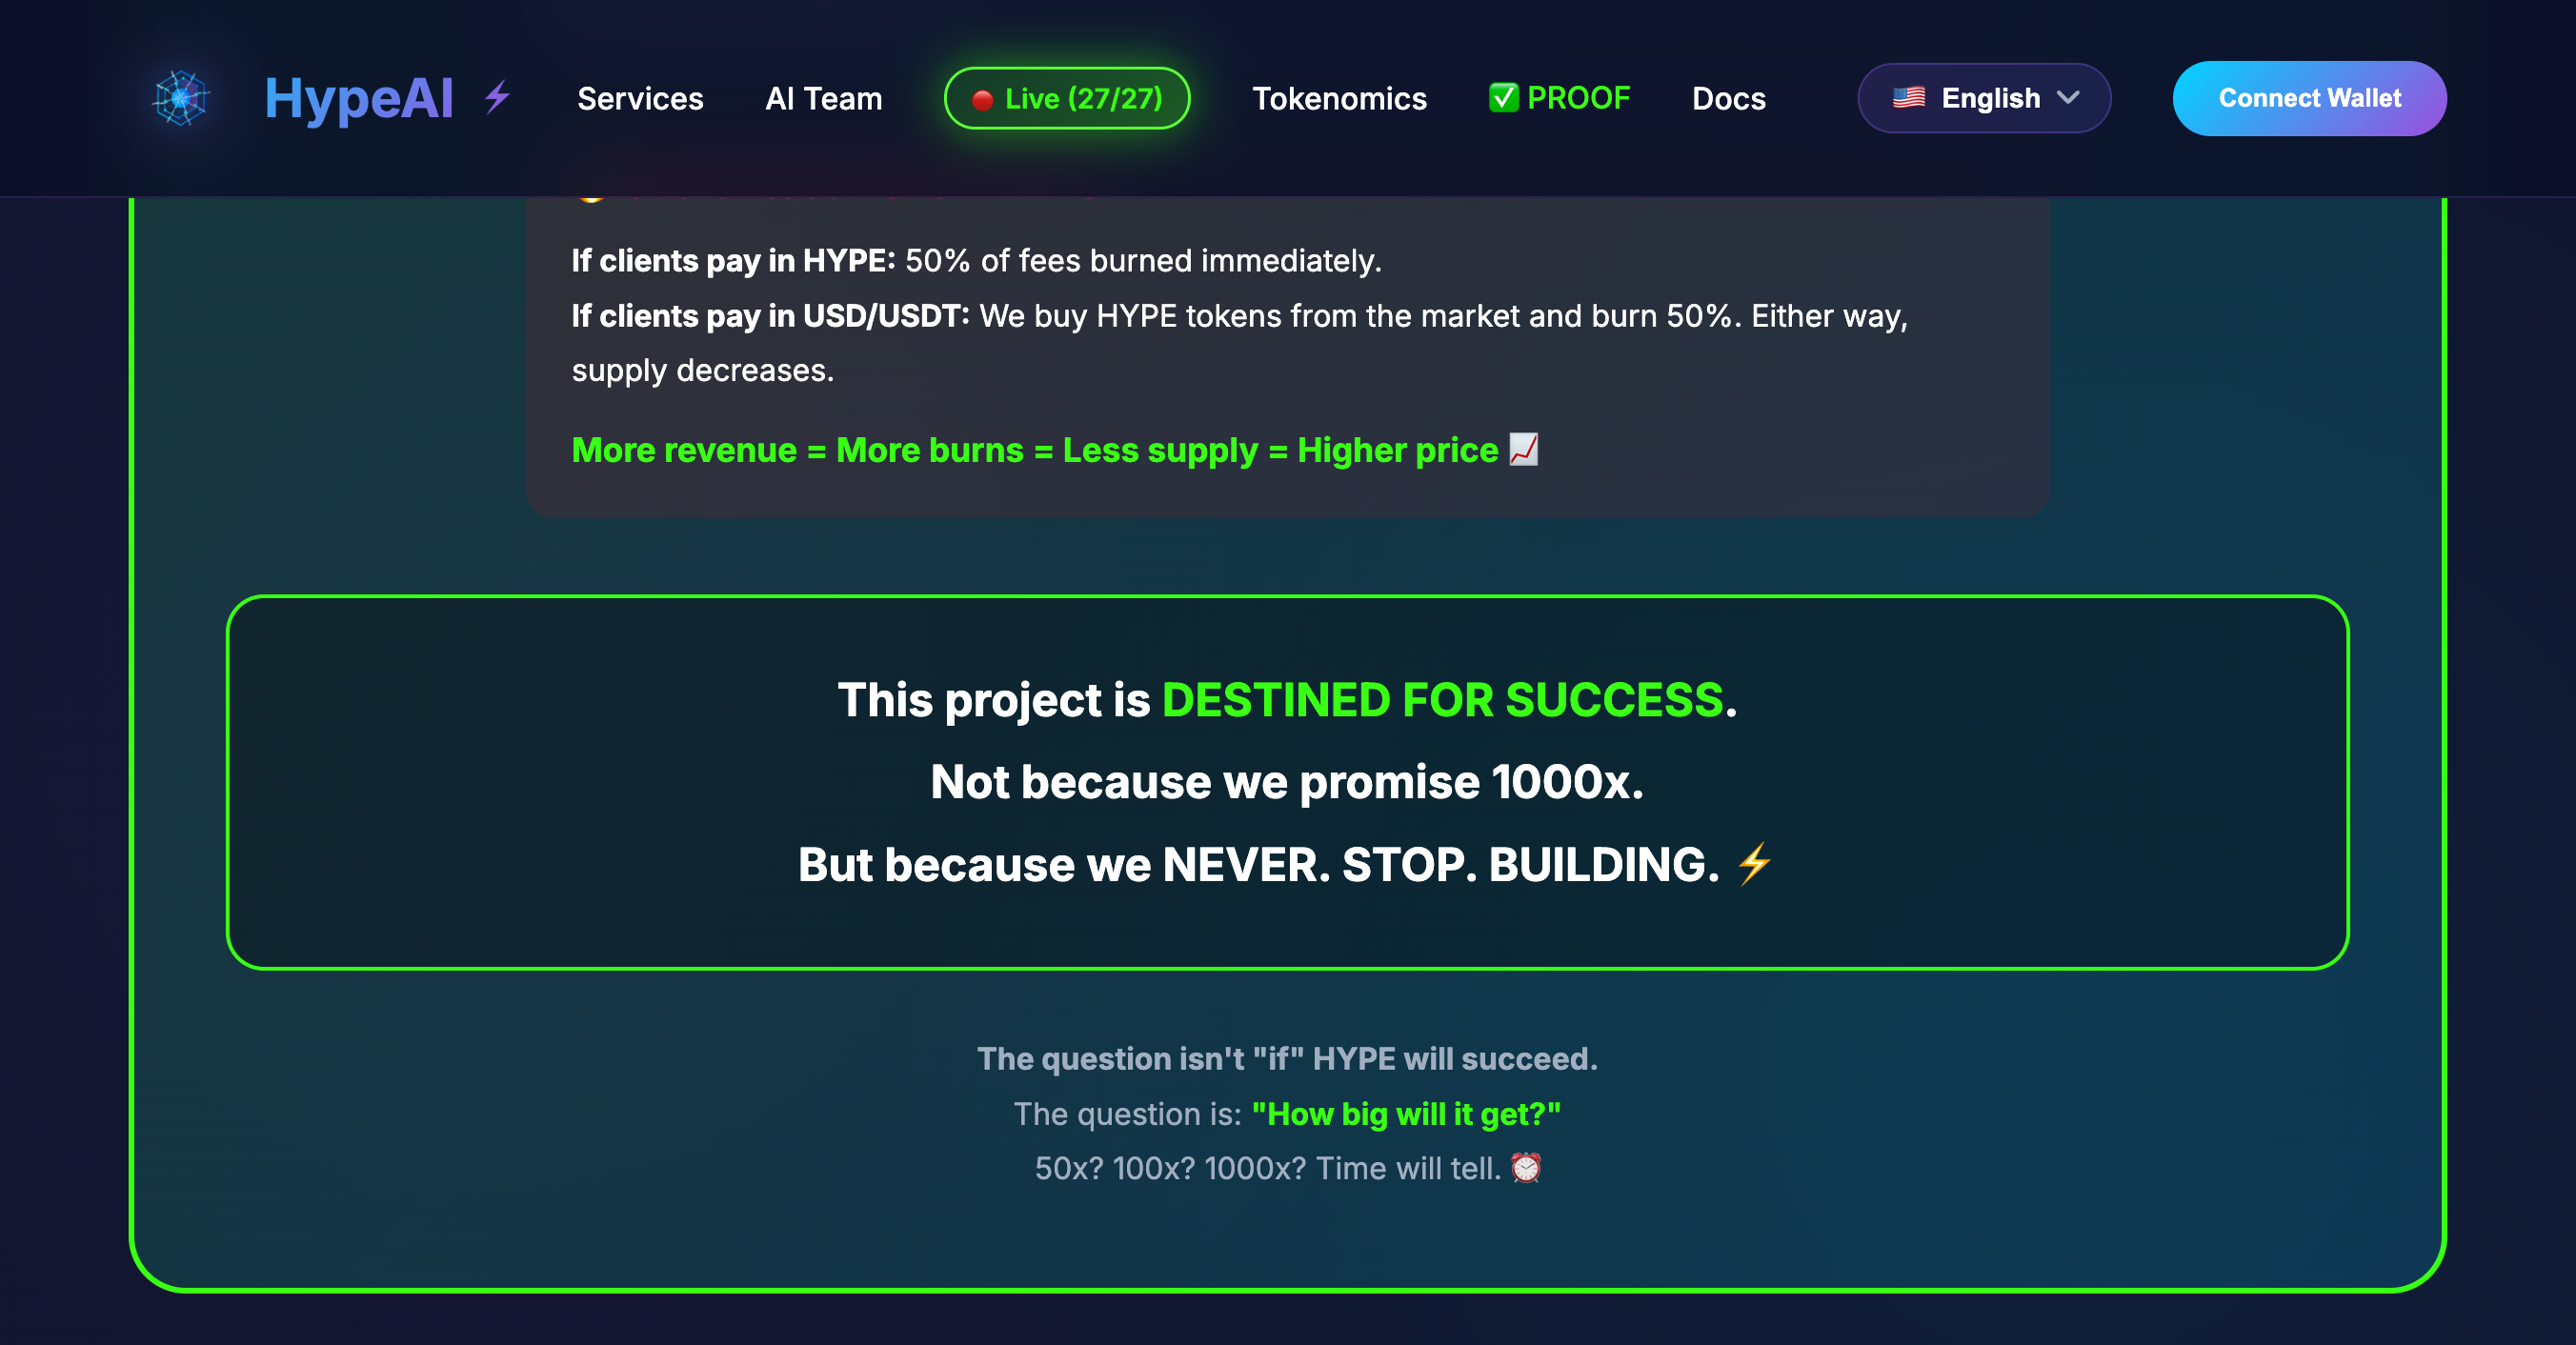 HypeAI ⚡ Services AI Team 🔴 Live (27/27) Tokenomics ✅ PROOF Docs 🇺🇸 English Connect Wallet
If clients pay in HYPE: 50% of fees burned immediately.
If clients pay in USD/USDT: We buy HYPE tokens from the market and burn 50%. Either way,
supply decreases.
More revenue = More burns = Less supply = Higher price 📈
This project is DESTINED FOR SUCCESS.
Not because we promise 1000x.
But because we NEVER. STOP. BUILDING. ⚡
The question isn't "if" HYPE will succeed.
The question is: "How big will it get?"
50x? 100x? 1000x? Time will tell. ⏰